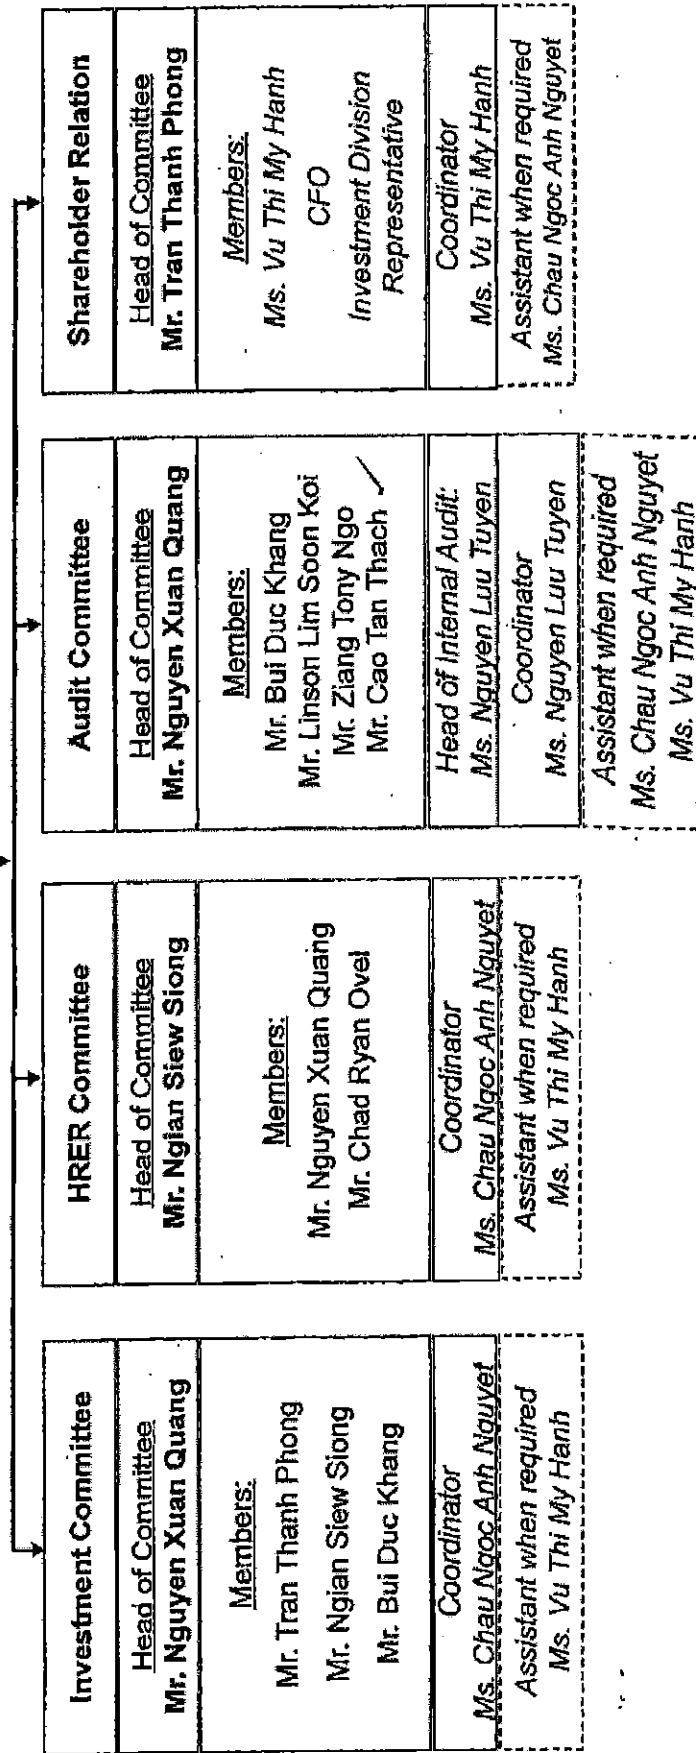 Investment Committee
Head of Committee
Mr. Nguyen Xuan Quang
Members:
Mr. Tran Thanh Phong
Mr. Ngian Siew Siong
Mr. Bui Duc Khang
Coordinator
Ms. Chau Ngoc Anh Nguyet
Assistant when required
Ms. Vu Thi My Hanh
HRER Committee
Head of Committee
Mr. Ngian Siew Siong
Members:
Mr. Nguyen Xuan Quang
Mr. Chad Ryan Ovel
Coordinator
Ms. Chau Ngoc Anh Nguyet
Assistant when required
Ms. Vu Thi My Hanh
Audit Committee
Head of Committee
Mr. Nguyen Xuan Quang
Members:
Mr. Bui Duc Khang
Mr. Linson Lim Soon Koi
Mr. Ziang Tony Ngo
Mr. Cao Tan Thach
Head of Internal Audit:
Ms. Nguyen Luu Tuyen
Coordinator
Ms. Nguyen Luu Tuyen
Assistant when required
Ms. Chau Ngoc Anh Nguyet
Ms. Vu Thi My Hanh
Shareholder Relation
Head of Committee
Mr. Tran Thanh Phong
Members:
Ms. Vu Thi My Hanh
CFO
Investment Division
Representative
Coordinator
Ms. Vu Thi My Hanh
Assistant when required
Ms. Chau Ngoc Anh Nguyet